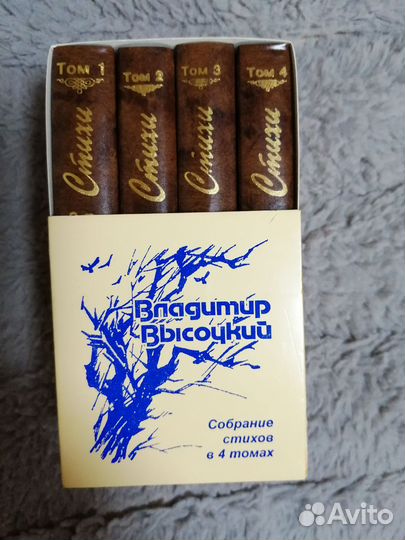 Том 1
Том 2
Том 3
Том 4
Стихи
Стихи
Стихи
Стихи
Владимир
Высоцкий
Собрание
стихов
в 4 томах
Avito